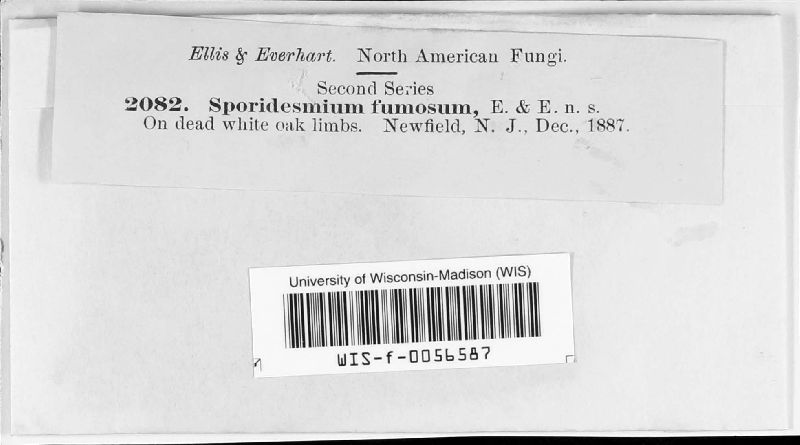 Ellis & Everhart. North American Fungi.
Second Series
2082. Sporidesmium fumosum, E. & E. n. s.
On dead white oak limbs. Newfield, N. J., Dec., 1887.
University of Wisconsin-Madison (WIS)
WIS-f-0056587